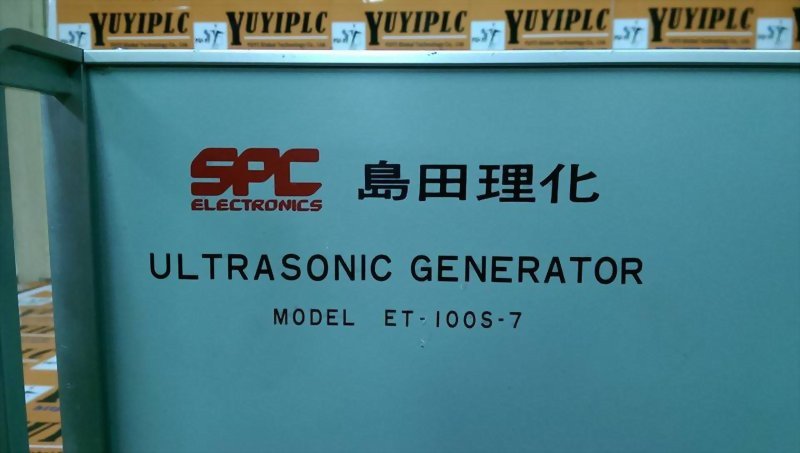 YUYIPLC YUYIPLC YUYIPLC YUYIPLC YUYIPLC
SPC 島田理化
ELECTRONICS
ULTRASONIC GENERATOR
MODEL ET-100S-7